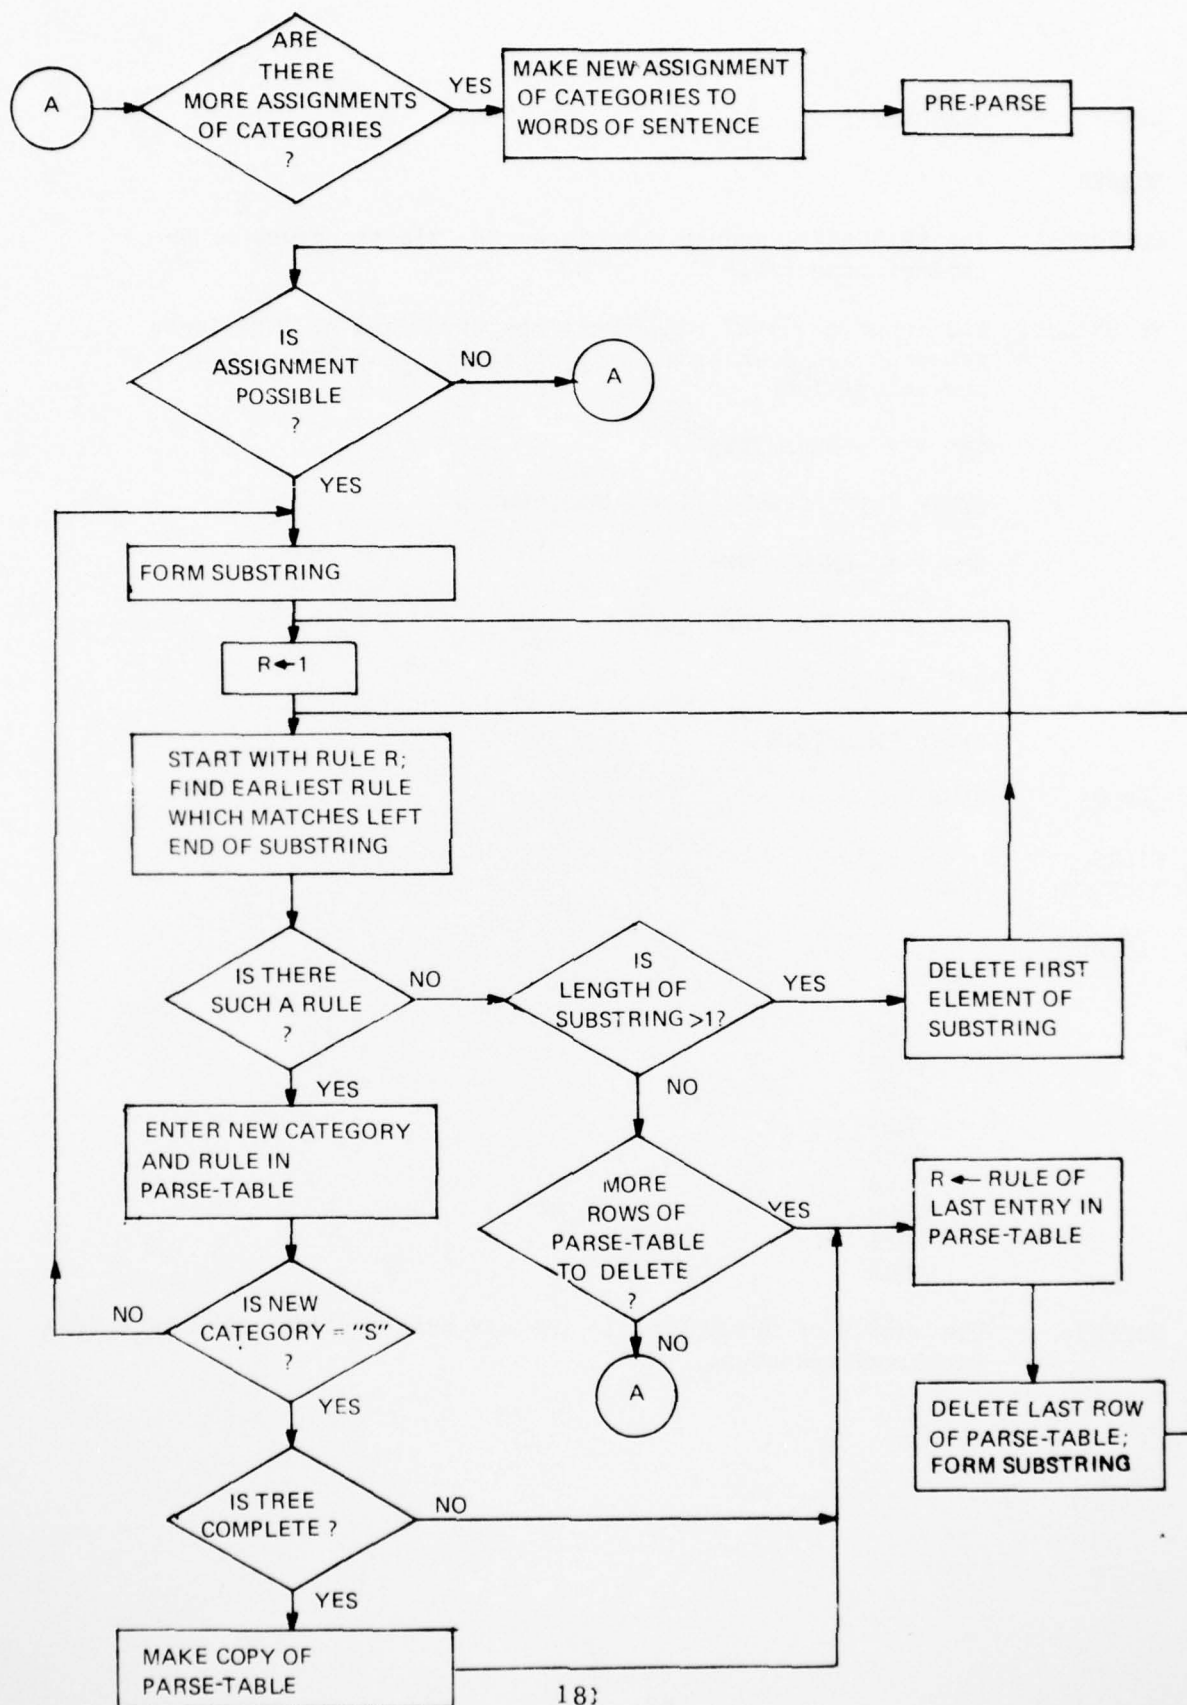 A
ARE
THERE
MORE ASSIGNMENTS
OF CATEGORIES
?
YES
MAKE NEW ASSIGNMENT
OF CATEGORIES TO
WORDS OF SENTENCE
PRE-PARSE
IS
ASSIGNMENT
POSSIBLE
?
NO
A
YES
FORM SUBSTRING
R←1
START WITH RULE R;
FIND EARLIEST RULE
WHICH MATCHES LEFT
END OF SUBSTRING
IS THERE
SUCH A RULE
?
NO
IS
LENGTH OF
SUBSTRING >1?
YES
DELETE FIRST
ELEMENT OF
SUBSTRING
YES
NO
ENTER NEW CATEGORY
AND RULE IN
PARSE-TABLE
MORE
ROWS OF
PARSE-TABLE
TO DELETE
?
YES
R ← RULE OF
LAST ENTRY IN
PARSE-TABLE
NO
IS NEW
CATEGORY = "S"
?
NO
A
YES
DELETE LAST ROW
OF PARSE-TABLE;
FORM SUBSTRING
IS TREE
COMPLETE ?
NO
YES
MAKE COPY OF
PARSE-TABLE
18}